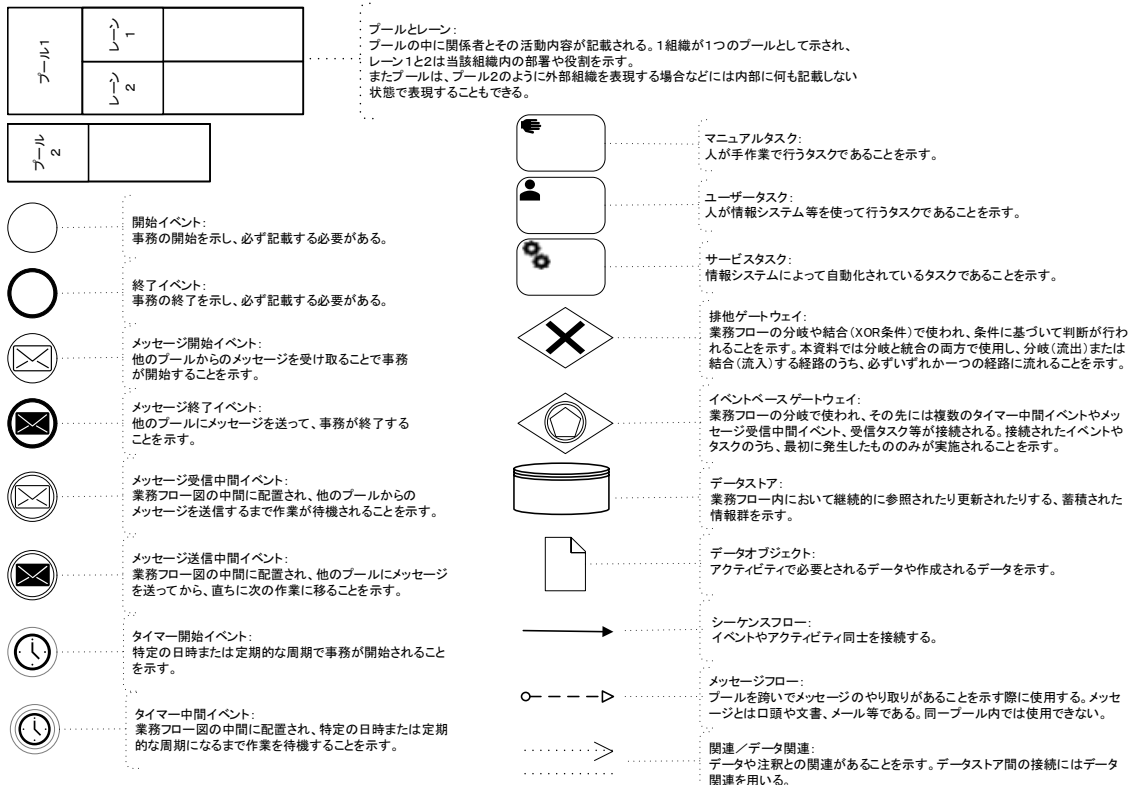 プール1
レーン
1
レーン
2
プールとレーン:
プールの中に関係者とその活動内容が記載される。1組織が1つのプールとして示され、
レーン1と2は当該組織内の部署や役割を示す。
またプールは、プール2のように外部組織を表現する場合などには内部に何も記載しない
状態で表現することもできる。
プール
2
開始イベント:
事務の開始を示し、必ず記載する必要がある。
終了イベント:
事務の終了を示し、必ず記載する必要がある。
メッセージ開始イベント:
他のプールからのメッセージを受け取ることで事務
が開始することを示す。
メッセージ終了イベント:
他のプールにメッセージを送って、事務が終了する
ことを示す。
メッセージ受信中間イベント:
業務フロー図の中間に配置され、他のプールからの
メッセージを送信するまで作業が待機されることを示す。
メッセージ送信中間イベント:
業務フロー図の中間に配置され、他のプールにメッセージ
を送ってから、直ちに次の作業に移ることを示す。
タイマー開始イベント:
特定の日時または定期的な周期で事務が開始されること
を示す。
タイマー中間イベント:
業務フロー図の中間に配置され、特定の日時または定期
的な周期になるまで作業を待機することを示す。
マニュアルタスク:
人が手作業で行うタスクであることを示す。
ユーザータスク:
人が情報システム等を使って行うタスクであることを示す。
サービスタスク:
情報システムによって自動化されているタスクであることを示す。
排他ゲートウェイ:
業務フローの分岐や結合(XOR条件)で使われ、条件に基づいて判断が行わ
れることを示す。本資料では分岐と統合の両方で使用し、分岐(流出)または
結合(流入)する経路のうち、必ずいずれか一つの経路に流れることを示す。
イベントベースゲートウェイ:
業務フローの分岐で使われ、その先には複数のタイマー中間イベントやメッ
セージ受信中間イベント、受信タスク等が接続される。接続されたイベントや
タスクのうち、最初に発生したもののみが実施されることを示す。
データストア:
業務フロー内において継続的に参照されたり更新されたりする、蓄積された
情報群を示す。
データオブジェクト:
アクティビティで必要とされるデータや作成されるデータを示す。
シーケンスフロー:
イベントやアクティビティ同士を接続する。
メッセージフロー:
プールを跨いでメッセージのやり取りがあることを示す際に使用する。メッセ
ージとは口頭や文書、メール等である。同一プール内では使用できない。
関連/データ関連:
データや注釈との関連があることを示す。データストア間の接続にはデータ
関連を用いる。